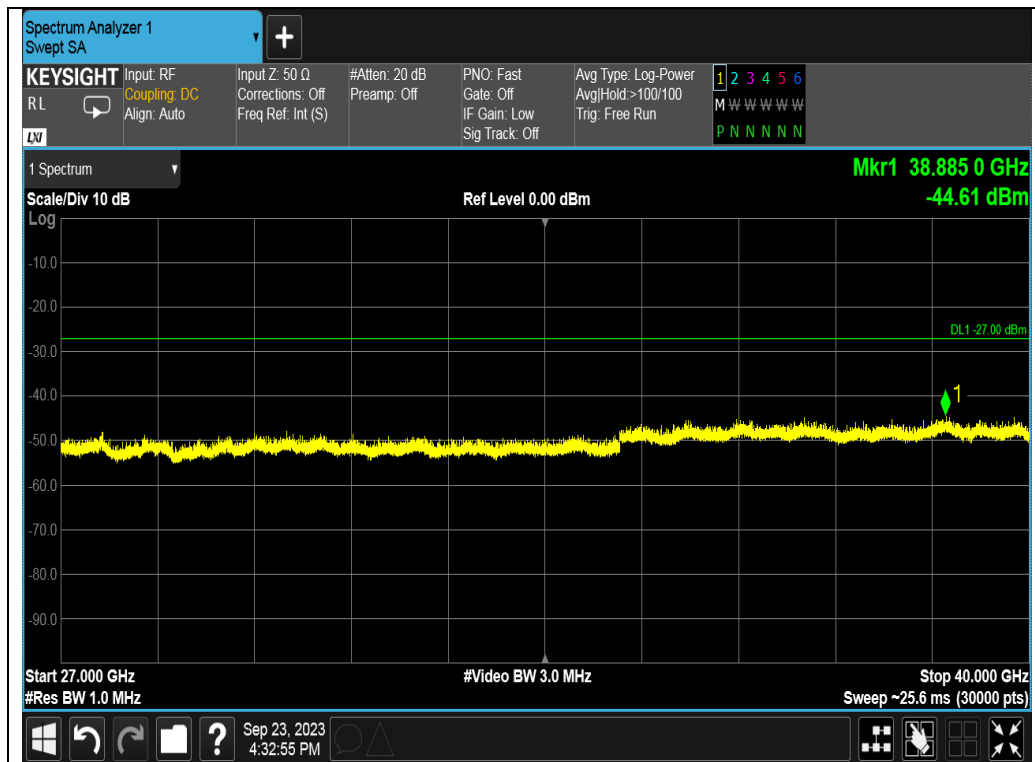 Spectrum Analyzer 1
Swept SA
+
KEYSIGHT
R L
LXI
Input: RF
Coupling: DC
Align: Auto
Input Z: 50 Ω
Corrections: Off
Freq Ref: Int (S)
#Atten: 20 dB
Preamp: Off
PNO: Fast
Gate: Off
IF Gain: Low
Sig Track: Off
Avg Type: Log-Power
Avg|Hold:>100/100
Trig: Free Run
1 2 3 4 5 6
M W W W W W
P N N N N N
1 Spectrum
Mkr1 38.885 0 GHz
-44.61 dBm
Scale/Div 10 dB
Ref Level 0.00 dBm
Log
-10.0
-20.0
DL1 -27.00 dBm
-30.0
-40.0
1
-50.0
-60.0
-70.0
-80.0
-90.0
Start 27.000 GHz
#Video BW 3.0 MHz
Stop 40.000 GHz
#Res BW 1.0 MHz
Sweep ~25.6 ms (30000 pts)
?
Sep 23, 2023
4:32:55 PM